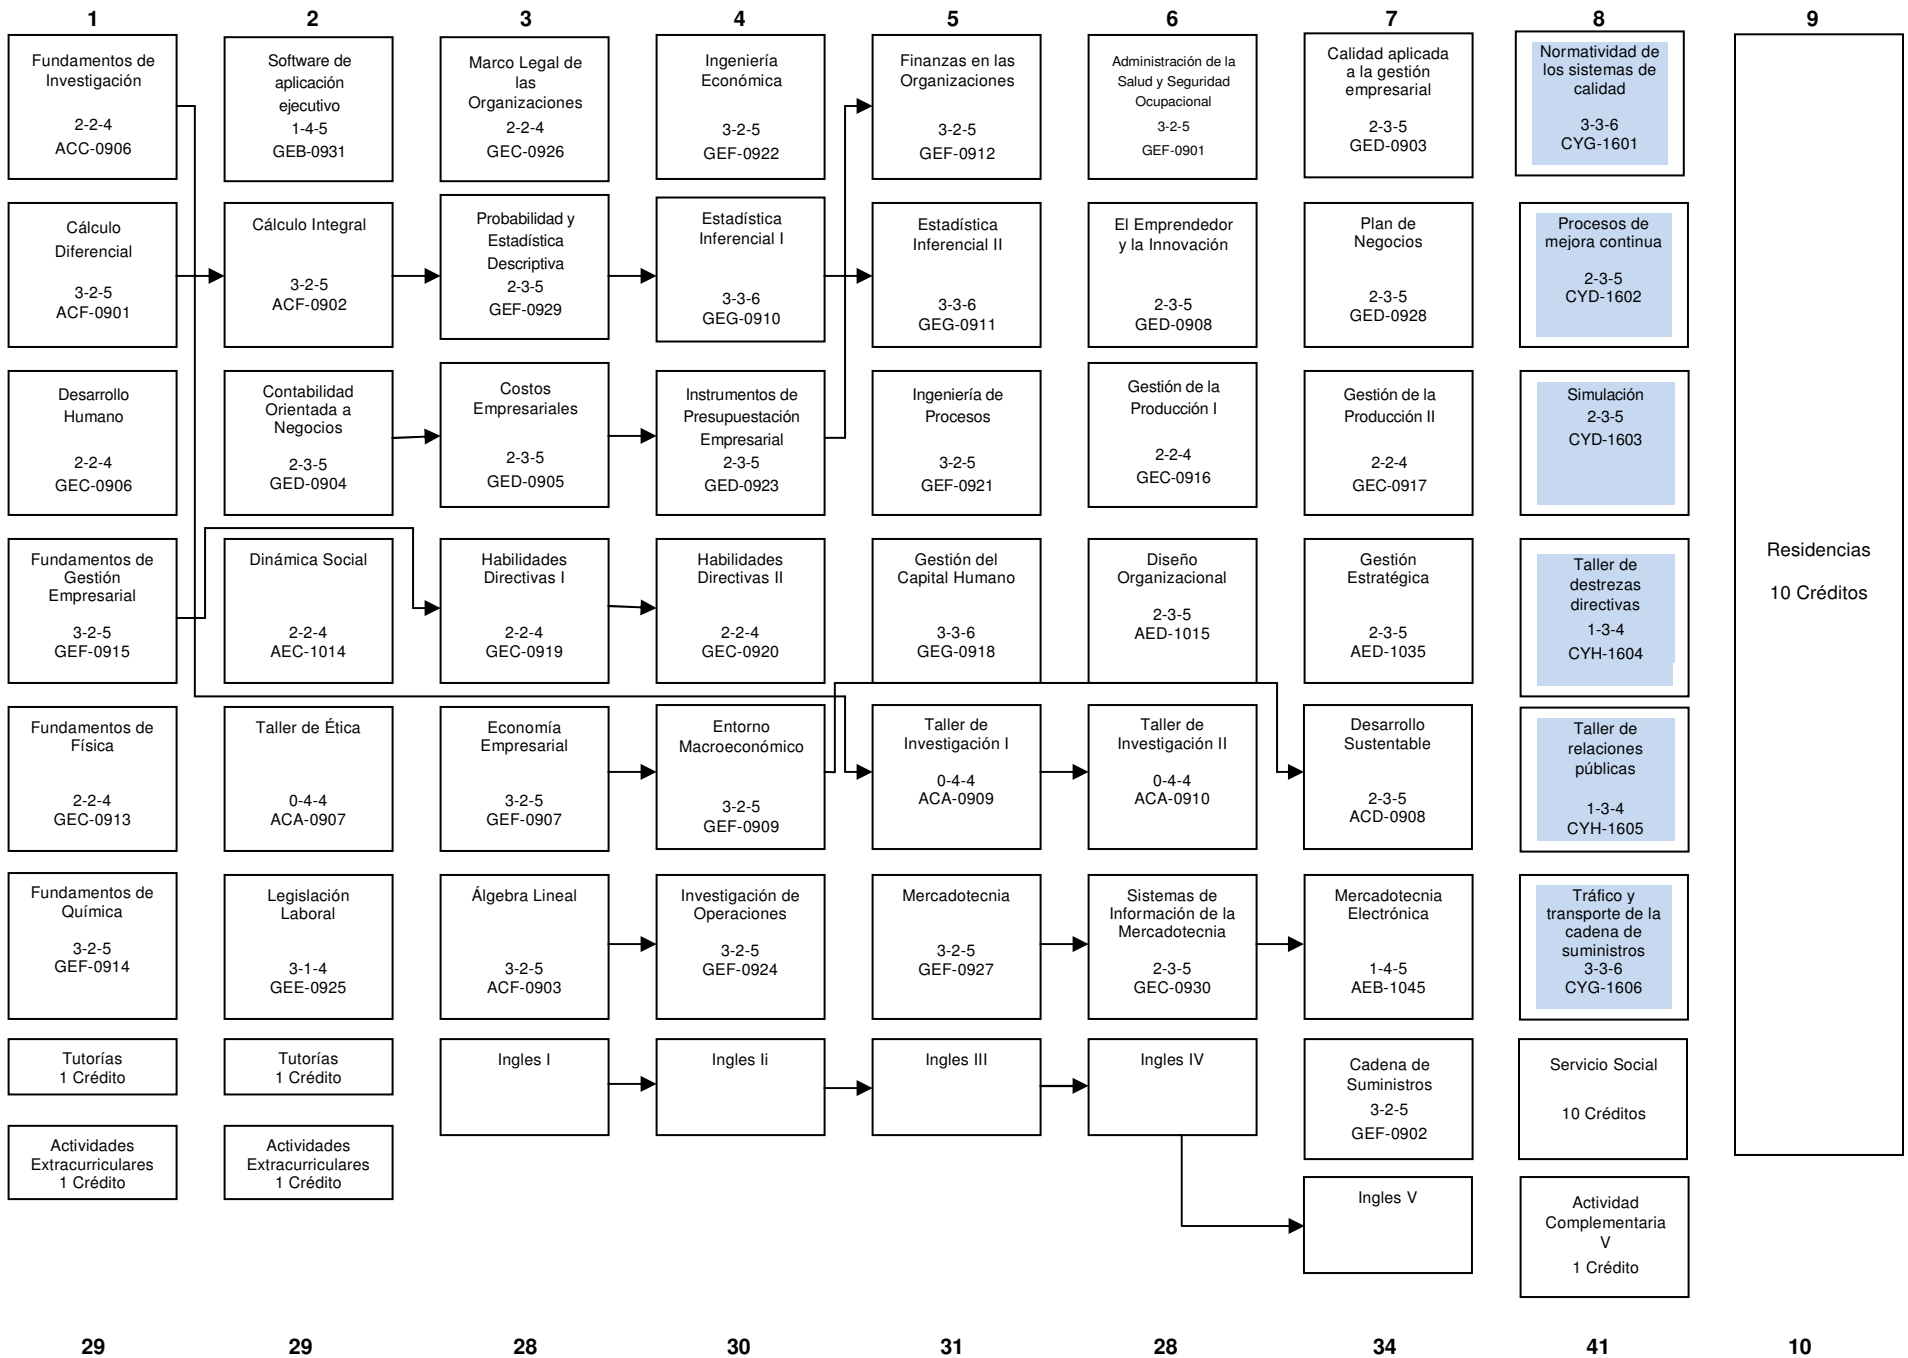 1
2
3
4
5
6
7
8
9
Fundamentos de
Investigación
2-2-4
ACC-0906
Software de
aplicación
ejecutivo
1-4-5
GEB-0931
Marco Legal de
las
Organizaciones
2-2-4
GEC-0926
Ingeniería
Económica
3-2-5
GEF-0922
Finanzas en las
Organizaciones
3-2-5
GEF-0912
Administración de la
Salud y Seguridad
Ocupacional
3-2-5
GEF-0901
Calidad aplicada
a la gestión
empresarial
2-3-5
GED-0903
Normatividad de
los sistemas de
calidad
3-3-6
CYG-1601
Cálculo
Diferencial
3-2-5
ACF-0901
Cálculo Integral
3-2-5
ACF-0902
Probabilidad y
Estadística
Descriptiva
2-3-5
GEF-0929
Estadística
Inferencial I
3-3-6
GEG-0910
Estadística
Inferencial II
3-3-6
GEG-0911
El Emprendedor
y la Innovación
2-3-5
GED-0908
Plan de
Negocios
2-3-5
GED-0928
Procesos de
mejora continua
2-3-5
CYD-1602
Desarrollo
Humano
2-2-4
GEC-0906
Contabilidad
Orientada a
Negocios
2-3-5
GED-0904
Costos
Empresariales
2-3-5
GED-0905
Instrumentos de
Presupuestación
Empresarial
2-3-5
GED-0923
Ingeniería de
Procesos
3-2-5
GEF-0921
Gestión de la
Producción I
2-2-4
GEC-0916
Gestión de la
Producción II
2-2-4
GEC-0917
Simulación
2-3-5
CYD-1603
Fundamentos de
Gestión
Empresarial
3-2-5
GEF-0915
Dinámica Social
2-2-4
AEC-1014
Habilidades
Directivas I
2-2-4
GEC-0919
Habilidades
Directivas II
2-2-4
GEC-0920
Gestión del
Capital Humano
3-3-6
GEG-0918
Diseño
Organizacional
2-3-5
AED-1015
Gestión
Estratégica
2-3-5
AED-1035
Taller de
destrezas
directivas
1-3-4
CYH-1604
Residencias
10 Créditos
Fundamentos de
Física
2-2-4
GEC-0913
Taller de Ética
0-4-4
ACA-0907
Economía
Empresarial
3-2-5
GEF-0907
Entorno
Macroeconómico
3-2-5
GEF-0909
Taller de
Investigación I
0-4-4
ACA-0909
Taller de
Investigación II
0-4-4
ACA-0910
Desarrollo
Sustentable
2-3-5
ACD-0908
Taller de
relaciones
públicas
1-3-4
CYH-1605
Fundamentos de
Química
3-2-5
GEF-0914
Legislación
Laboral
3-1-4
GEE-0925
Álgebra Lineal
3-2-5
ACF-0903
Investigación de
Operaciones
3-2-5
GEF-0924
Mercadotecnia
3-2-5
GEF-0927
Sistemas de
Información de la
Mercadotecnia
2-3-5
GEC-0930
Mercadotecnia
Electrónica
1-4-5
AEB-1045
Tráfico y
transporte de la
cadena de
suministros
3-3-6
CYG-1606
Tutorías
1 Crédito
Tutorías
1 Crédito
Ingles I
Ingles Ii
Ingles III
Ingles IV
Cadena de
Suministros
3-2-5
GEF-0902
Servicio Social
10 Créditos
Actividades
Extracurriculares
1 Crédito
Actividades
Extracurriculares
1 Crédito
Ingles V
Actividad
Complementaria
V
1 Crédito
29
29
28
30
31
28
34
41
10